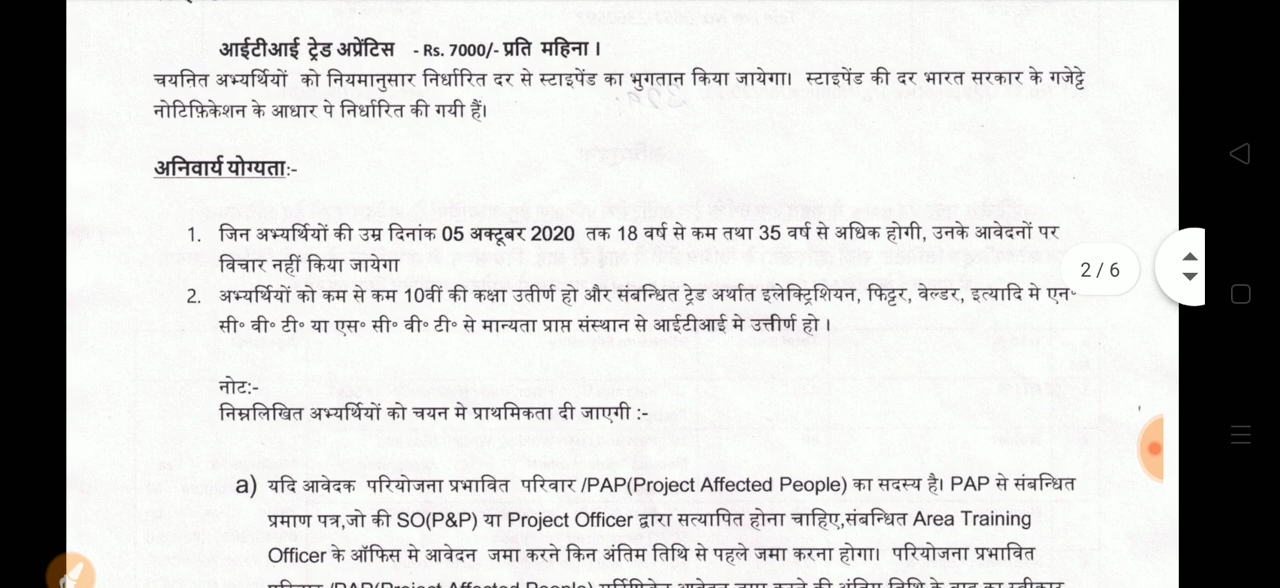 आईटीआई ट्रेड अप्रेंटिस - Rs. 7000/- प्रति महिना ।
चयनित अभ्यर्थियों को नियमानुसार निर्धारित दर से स्टाइपेंड का भुगतान किया जायेगा। स्टाइपेंड की दर भारत सरकार के गजेट्टे
नोटिफ़िकेशन के आधार पे निर्धारित की गयी हैं।
अनिवार्य योग्यता:-
1. जिन अभ्यर्थियों की उम्र दिनांक 05 अक्टूबर 2020 तक 18 वर्ष से कम तथा 35 वर्ष से अधिक होगी, उनके आवेदनों पर
विचार नहीं किया जायेगा
2 / 6
2. अभ्यर्थियों को कम से कम 10वीं की कक्षा उतीर्ण हो और संबन्धित ट्रेड अर्थात इलेक्ट्रिशियन, फिट्टर, वेल्डर, इत्यादि मे एन॰
सी॰ वी॰ टी॰ या एस॰ सी॰ वी॰ टी॰ से मान्यता प्राप्त संस्थान से आईटीआई मे उत्तीर्ण हो ।
नोट:-
निम्नलिखित अभ्यर्थियों को चयन मे प्राथमिकता दी जाएगी :-
a) यदि आवेदक परियोजना प्रभावित परिवार /PAP(Project Affected People) का सदस्य है। PAP से संबन्धित
प्रमाण पत्र,जो की SO(P&P) या Project Officer द्वारा सत्यापित होना चाहिए,संबन्धित Area Training
Officer के ऑफिस मे आवेदन जमा करने किन अंतिम तिथि से पहले जमा करना होगा। परियोजना प्रभावित